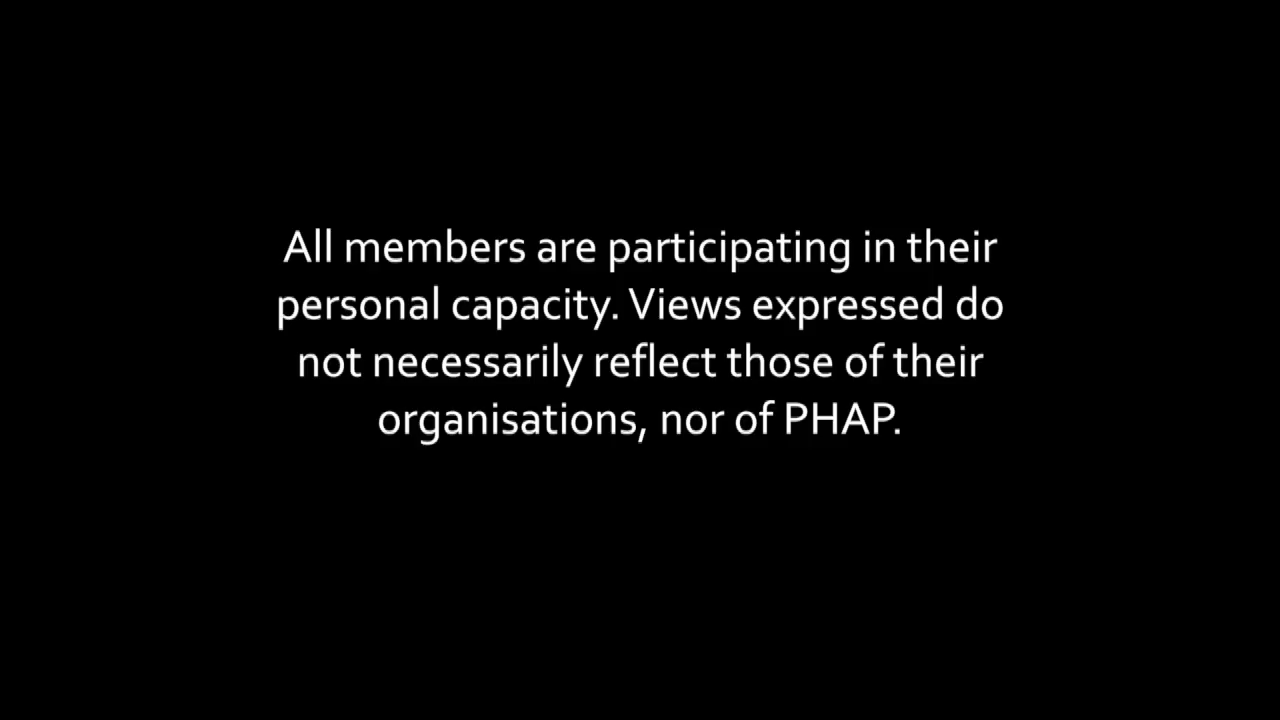 All members are participating in their
personal capacity. Views expressed do
not necessarily reflect those of their
organisations, nor of PHAP.